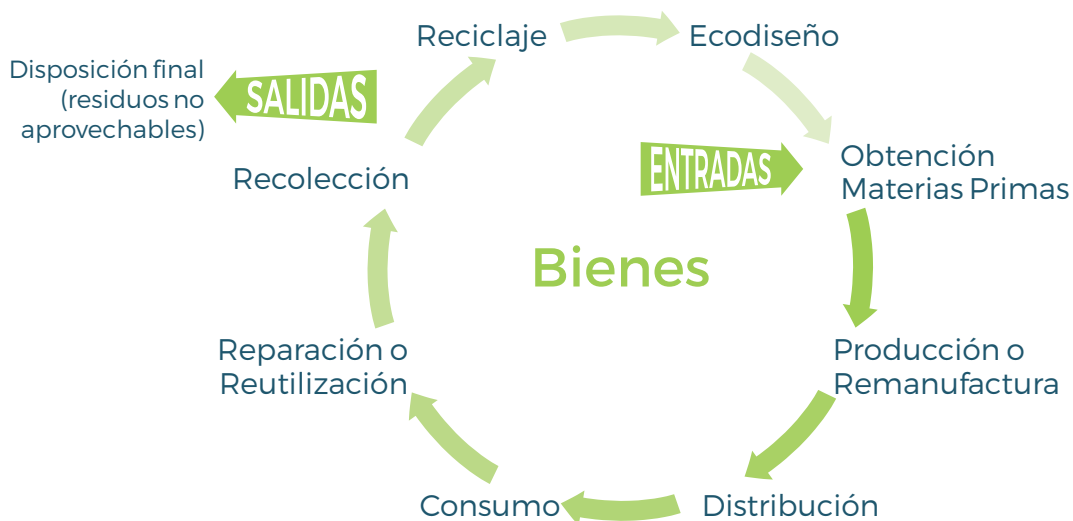 Reciclaje
Ecodiseño
Disposición final
(residuos no
aprovechables)
SALIDAS
ENTRADAS
Obtención
Materias Primas
Recolección
Bienes
Reparación o
Reutilización
Producción o
Remanufactura
Consumo
Distribución